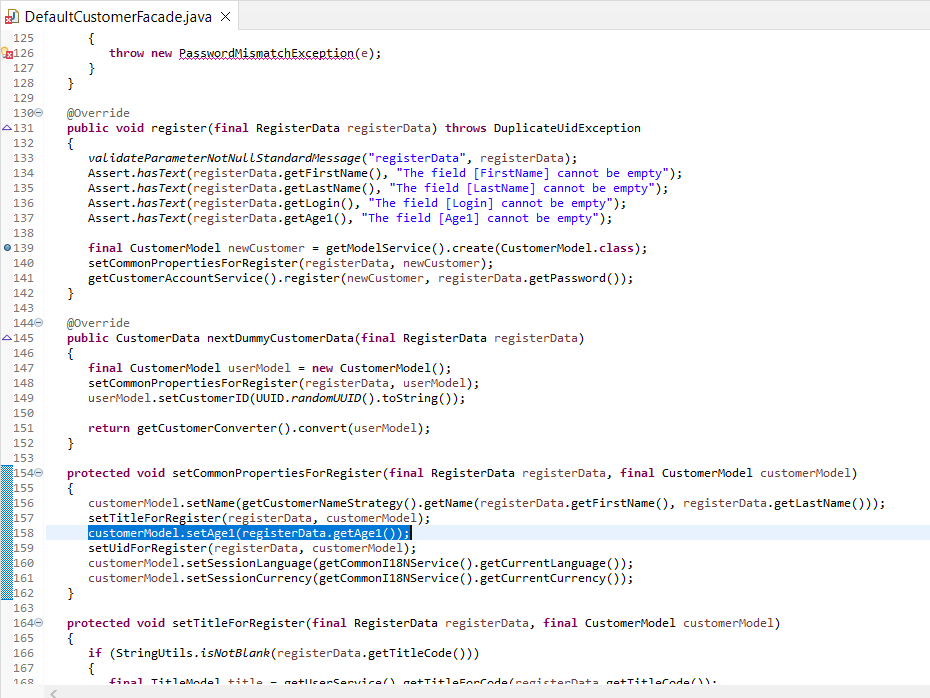 DefaultCustomerFacade.java
125 {
126 throw new PasswordMismatchException(e);
127 }
128 }
129
130 @Override
131 public void register(final RegisterData registerData) throws DuplicateUidException
132 {
133 validateParameterNotNullStandardMessage("registerData", registerData);
134 Assert.hasText(registerData.getFirstName(), "The field [FirstName] cannot be empty");
135 Assert.hasText(registerData.getLastName(), "The field [LastName] cannot be empty");
136 Assert.hasText(registerData.getLogin(), "The field [Login] cannot be empty");
137 Assert.hasText(registerData.getAge1(), "The field [Age1] cannot be empty");
138
139 final CustomerModel newCustomer = getModelService().create(CustomerModel.class);
140 setCommonPropertiesForRegister(registerData, newCustomer);
141 getCustomerAccountService().register(newCustomer, registerData.getPassword());
142 }
143
144 @Override
145 public CustomerData nextDummyCustomerData(final RegisterData registerData)
146 {
147 final CustomerModel userModel = new CustomerModel();
148 setCommonPropertiesForRegister(registerData, userModel);
149 userModel.setCustomerID(UUID.randomUUID().toString());
150
151 return getCustomerConverter().convert(userModel);
152 }
153
154 protected void setCommonPropertiesForRegister(final RegisterData registerData, final CustomerModel customerModel)
155 {
156 customerModel.setName(getCustomerNameStrategy().getName(registerData.getFirstName(), registerData.getLastName()));
157 setTitleForRegister(registerData, customerModel);
158 customerModel.setAge1(registerData.getAge1());
159 setUidForRegister(registerData, customerModel);
160 customerModel.setSessionLanguage(getCommonI18NService().getCurrentLanguage());
161 customerModel.setSessionCurrency(getCommonI18NService().getCurrentCurrency());
162 }
163
164 protected void setTitleForRegister(final RegisterData registerData, final CustomerModel customerModel)
165 {
166 if (StringUtils.isNotBlank(registerData.getTitleCode()))
167 {
168 final TitleModel title = getUserService().getTitleForCode(registerData.getTitleCode());